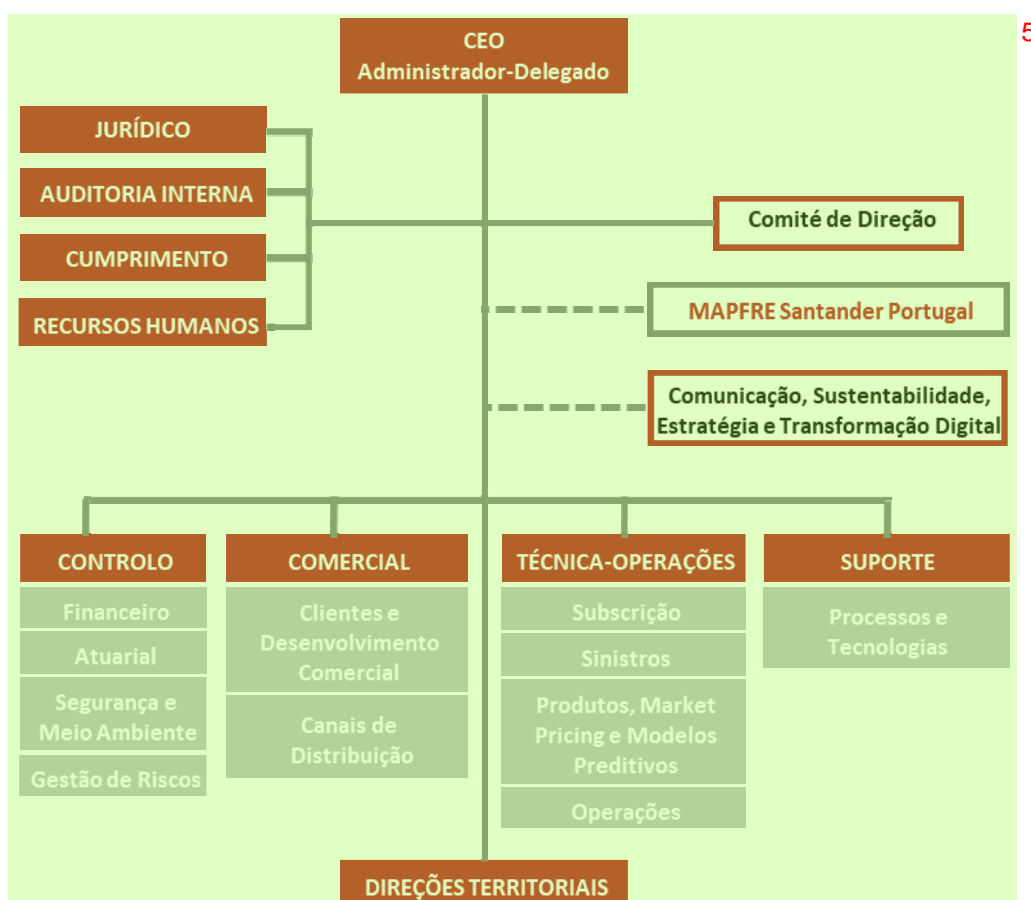 5
CEO
Administrador-Delegado
JURÍDICO
AUDITORIA INTERNA
CUMPRIMENTO
RECURSOS HUMANOS
Comité de Direção
MAPFRE Santander Portugal
Comunicação, Sustentabilidade,
Estratégia e Transformação Digital
CONTROLO
Financeiro
Atuarial
Segurança e
Meio Ambiente
Gestão de Riscos
COMERCIAL
Clientes e
Desenvolvimento
Comercial
Canais de
Distribuição
TÉCNICA-OPERAÇÕES
Subscrição
Sinistros
Produtos, Market
Pricing e Modelos
Preditivos
Operações
SUPORTE
Processos e
Tecnologias
DIREÇÕES TERRITORIAIS